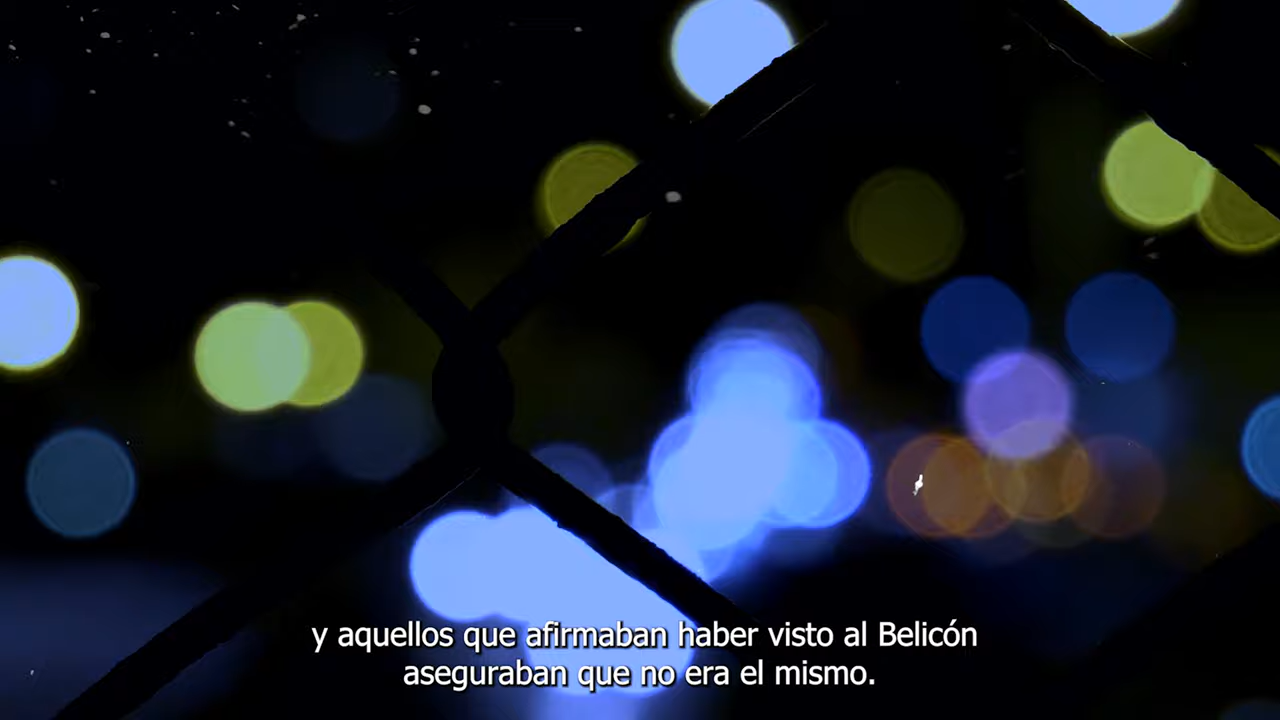 y aquellos que afirmaban haber visto al Belicón
aseguraban que no era el mismo.